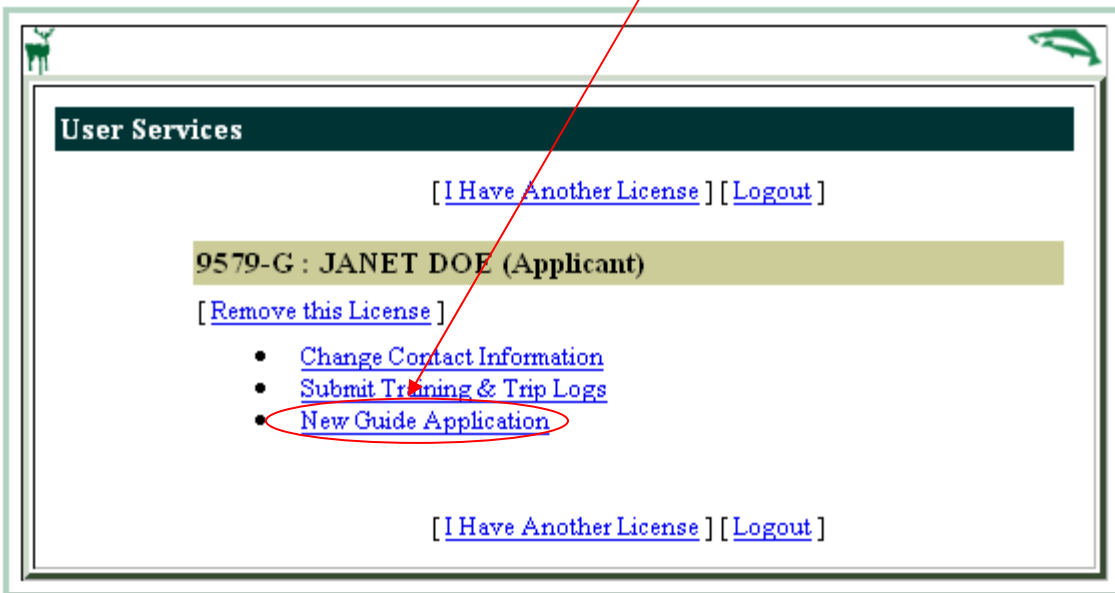 User Services
[ I Have Another License ] [ Logout ]
9579-G : JANET DOE (Applicant)
[ Remove this License ]
• Change Contact Information
• Submit Training & Trip Logs
• New Guide Application
[ I Have Another License ] [ Logout ]